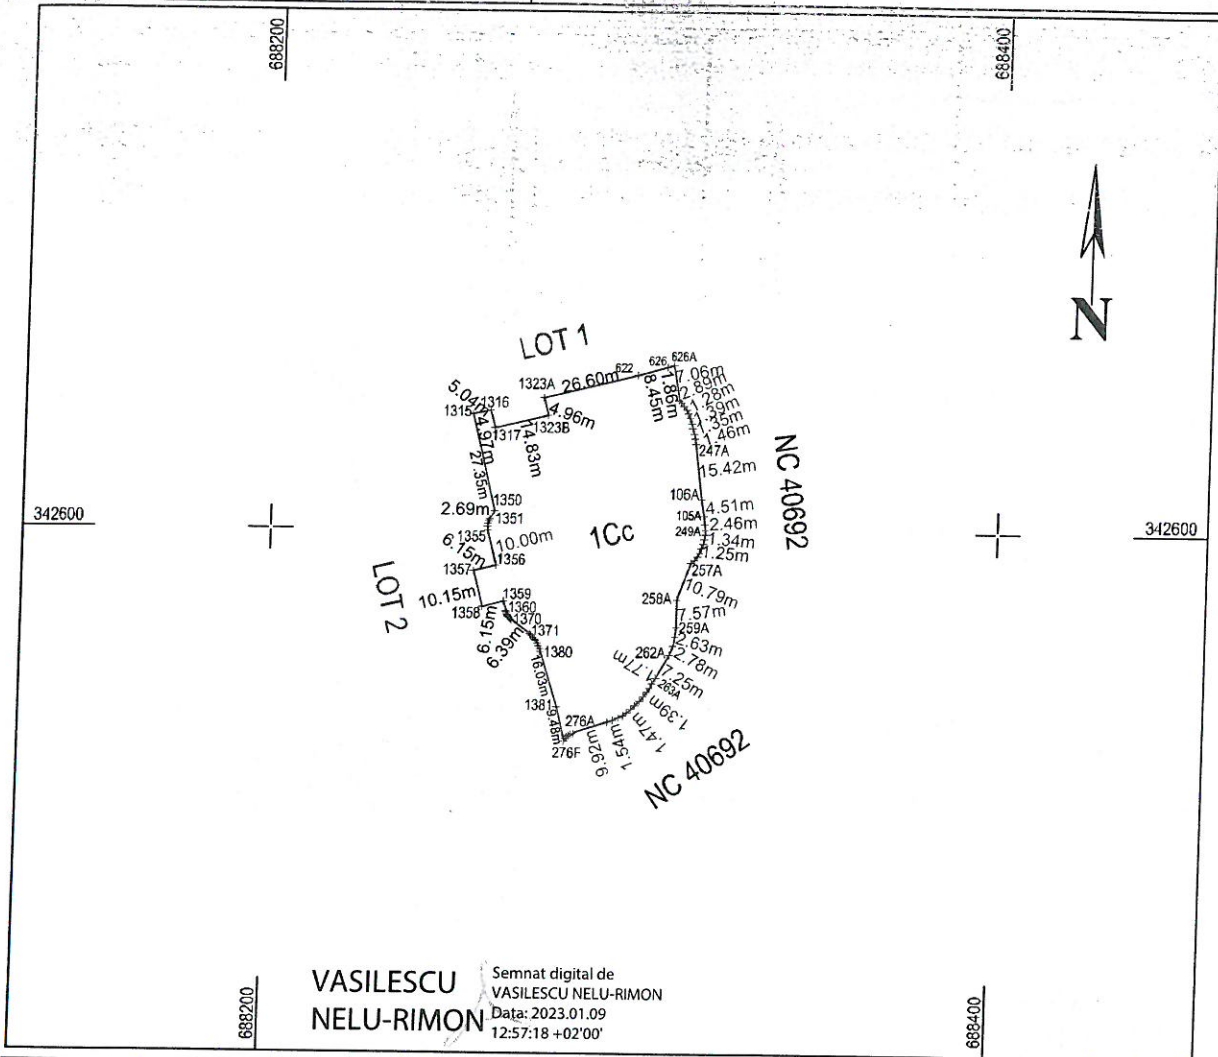 688200
688400
N
LOT 1
522
626
626A
1323A
26.60m
8.45m
1.86m
7.06m
2.89m
1.28m
1.39m
1.35m
1.46m
5.04m
1315
1316
4.97m
1317
14.83m
1323B
4.96m
247A
27.35m
15.42m
NC 40692
1350
2.69m
1351
106A
4.51m
105A
2.46m
342600
1355
10.00m
1Cc
249A
1.34m
342600
6.15m
1356
1.25m
1357
257A
LOT 2
10.15m
10.79m
1359
258A
1358
1360
7.57m
6.15m
1370
259A
6.39m
1371
2.63m
1380
262A
2.78m
16.03m
1.77m
7.25m
263A
1.39m
1381
9.48m
276A
1.47m
276F
9.92m
1.54m
NC 40692
688200
VASILESCU
NELU-RIMON
Semnat digital de
VASILESCU NELU-RIMON
Data: 2023.01.09
12:57:18 +02'00'
688400